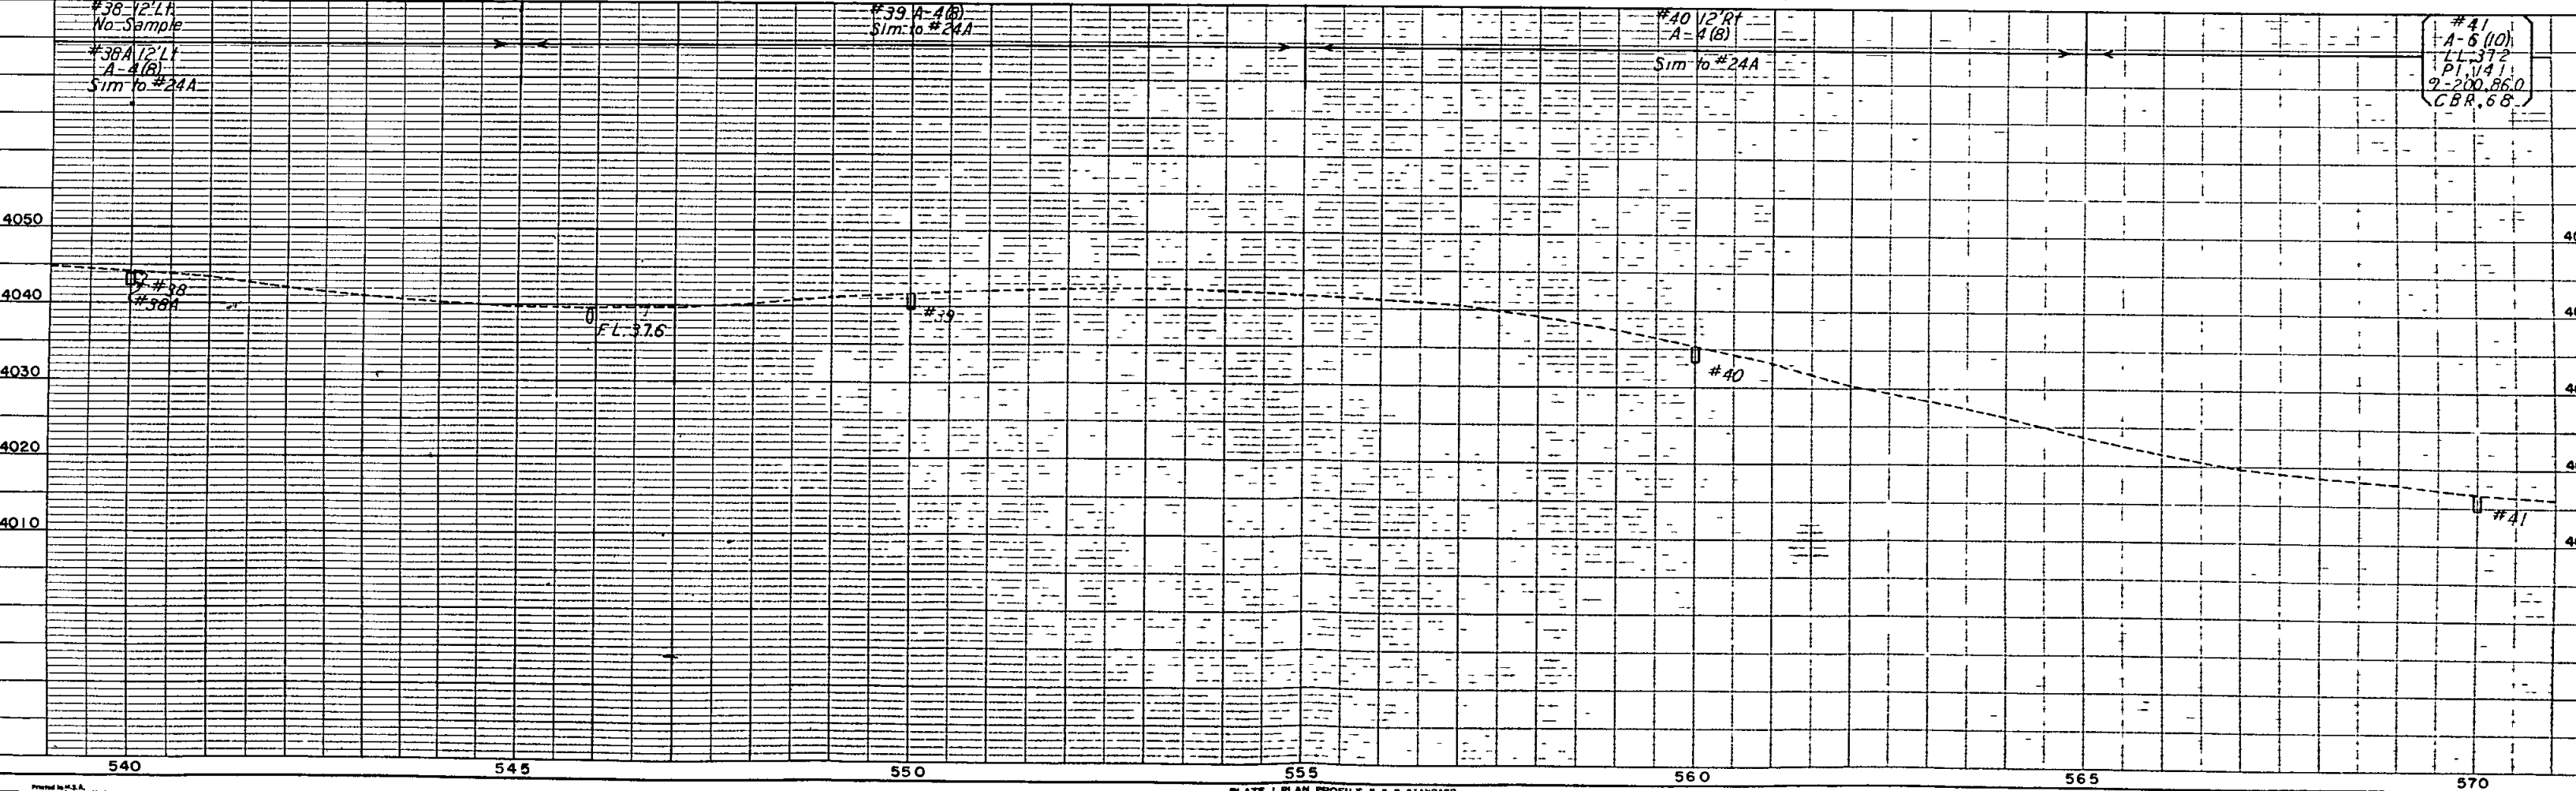 #38 12' Lt.
No Sample
#38A 12' Lt
A-4(8)
Sim to #24A
#39 A-4(8)
Sim to #24A
#40 12' Rt
A-4(8)
Sim to #24A
#41
A-6 (10)
LL.37.2
PI,14.1
-200,86.0
CBR,6.8
4050
4040
4030
4020
4010
#38
#38A
F L.37.6
#39
#40
#41
540
545
550
555
560
565
570
Printed in U.S.A.